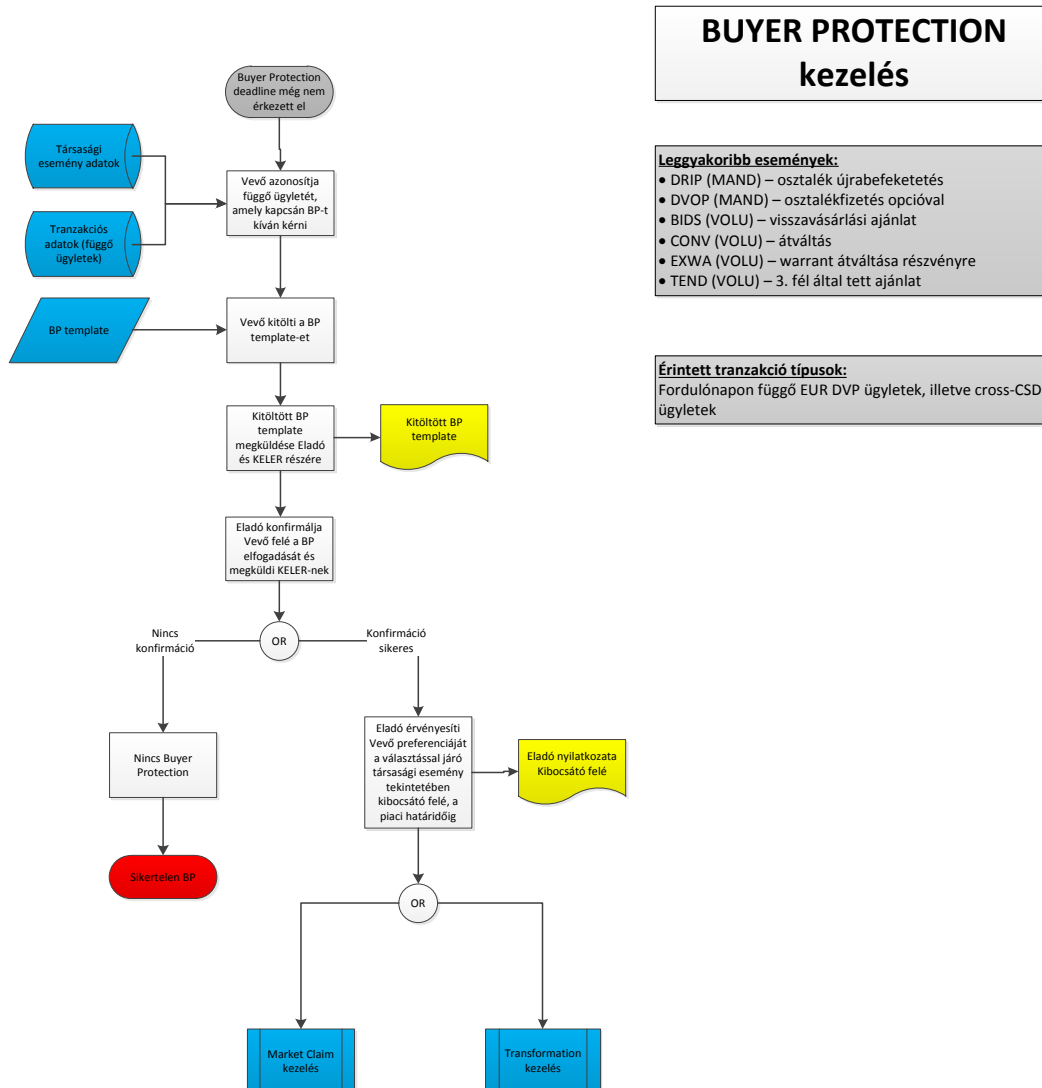 BUYER PROTECTION
kezelés
Buyer Protection
deadline még nem
érkezett el
Társasági
esemény adatok
Vevő azonosítja
függő ügyletét,
amely kapcsán BP-t
kíván kérni
Tranzakciós
adatok (függő
ügyletek)
BP template
Vevő kitölti a BP
template-et
Kitöltött BP
template
megküldése Eladó
és KELER részére
Kitöltött BP
template
Eladó konfirmálja
Vevő felé a BP
elfogadását és
megküldi KELER-nek
Nincs
konfirmáció
OR
Konfirmáció
sikeres
Nincs Buyer
Protection
Sikertelen BP
Eladó érvényesíti
Vevő preferenciáját
a választással járó
társasági esemény
tekintetében
kibocsátó felé, a
piaci határidőig
Eladó nyilatkozata
Kibocsátó felé
OR
Market Claim
kezelés
Transformation
kezelés
Leggyakoribb események:
• DRIP (MAND) – osztalék újrabefeketetés
• DVOP (MAND) – osztalékfizetés opcióval
• BIDS (VOLU) – visszavásárlási ajánlat
• CONV (VOLU) – átváltás
• EXWA (VOLU) – warrant átváltása részvényre
• TEND (VOLU) – 3. fél által tett ajánlat
Érintett tranzakció típusok:
Fordulónapon függő EUR DVP ügyletek, illetve cross-CSD
ügyletek